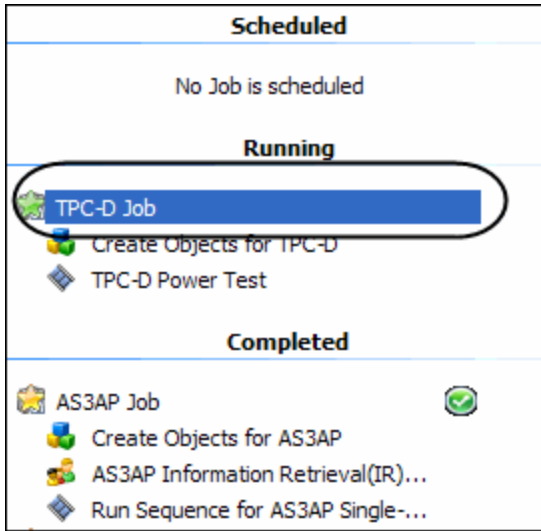 Scheduled
No Job is scheduled
Running
TPC-D Job
Create Objects for TPC-D
TPC-D Power Test
Completed
AS3AP Job
Create Objects for AS3AP
AS3AP Information Retrieval(IR)...
Run Sequence for AS3AP Single-...